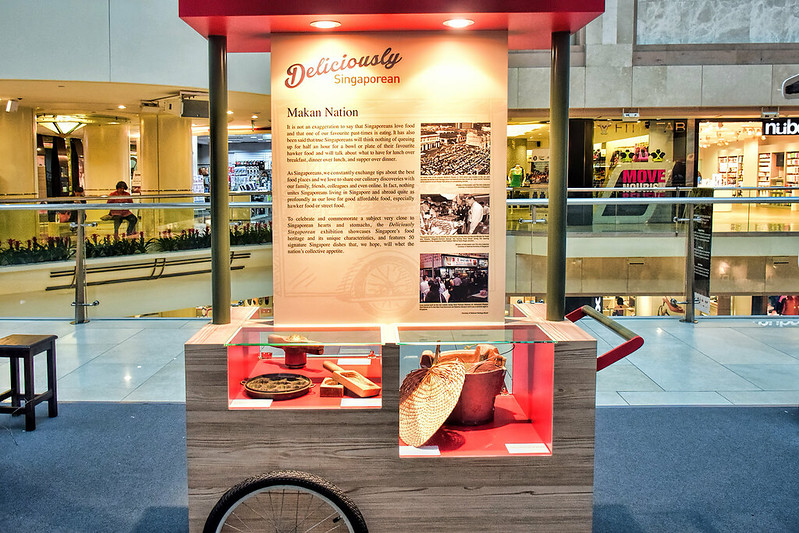 Deliciously
Singaporean
Makan Nation
It is not an exaggeration to say that Singaporeans love food
and that one of our favourite past-times is eating. It has also
been said that true Singaporeans will think nothing of queuing
up for half an hour for a bowl or plate of their favourite
hawker food and will talk about what to have for lunch over
breakfast, dinner over lunch, and supper over dinner.
As Singaporeans, we constantly exchange tips about the best
food places and we love to share our culinary discoveries with
our family, friends, colleagues and even online. In fact, nothing
unites Singaporeans living in Singapore and abroad quite as
profoundly as our love for good affordable food, especially
hawker food or street food.
To celebrate and commemorate a subject very close to
Singaporean hearts and stomachs, the Deliciously
Singaporean exhibition showcases Singapore's food
heritage and its unique characteristics, and features 50
signature Singapore dishes that, we hope, will whet the
nation's collective appetite.
MOVE
NOURISH
BELIEVE
nube